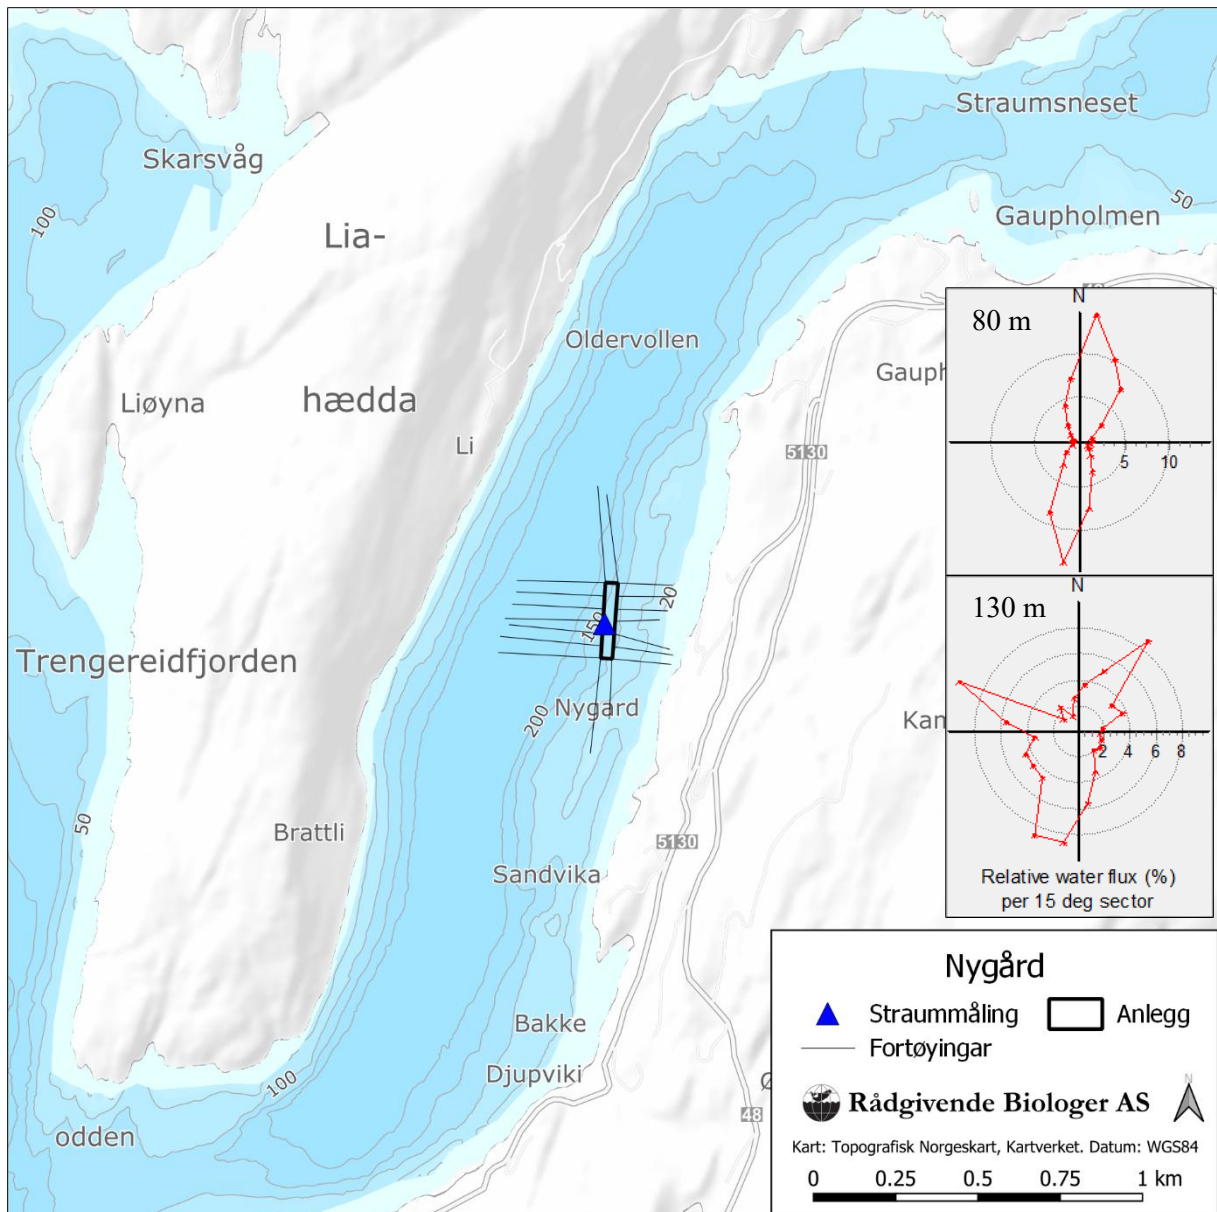 Straumsneset
Skarsvåg
100
50
Gaupholmen
Lia-
N
80 m
Oldervollen
Liøyna
hædda
Li
5130
5
10
20
150
N
130 m
Trengereidfjorden
200
Nygard
2
4
6
8
50
Brattli
5130
Sandvika
Relative water flux (%)
per 15 deg sector
Nygård
Straummåling
Anlegg
Bakke
Fortøyingar
Djupviki
100
48
N
Rådgivende Biologer AS
odden
Kart: Topografisk Norgeskart, Kartverket. Datum: WGS84
0
0.25
0.5
0.75
1 km